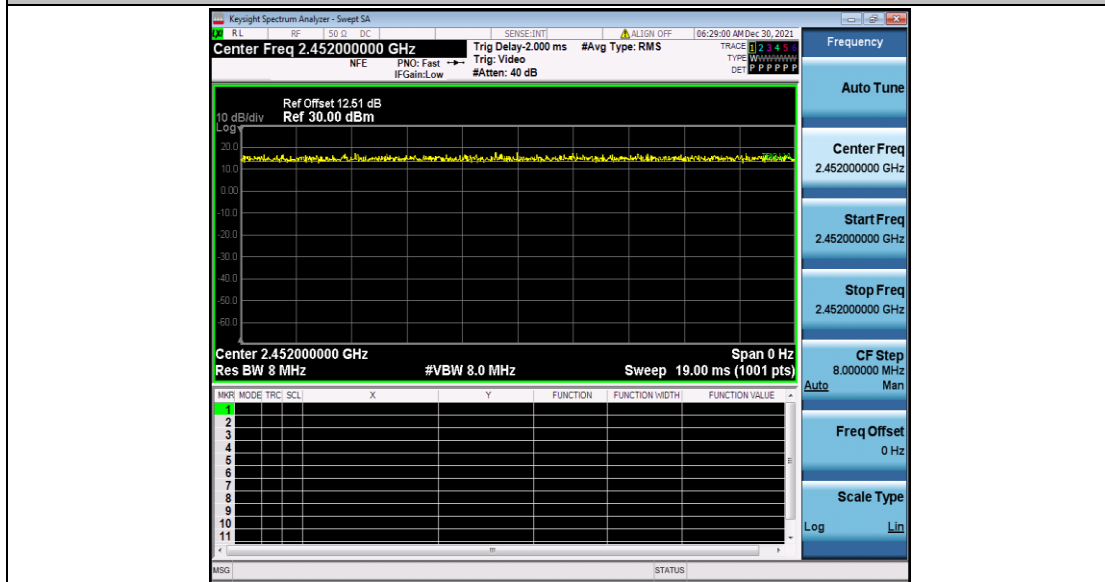 Keysight Spectrum Analyzer - Swept SA
RL RF 50 Ω DC SENSE:INT ALIGN OFF 06:29:00 AM Dec 30, 2021
Center Freq 2.452000000 GHz
NFE
PNO: Fast
IFGain:Low
Trig Delay-2.000 ms
Trig: Video
#Atten: 40 dB
#Avg Type: RMS
TRACE 1 2 3 4 5 6
TYPE WWWWWW
DET P P P P P P
Ref Offset 12.51 dB
10 dB/div Ref 30.00 dBm
Log
20.0
10.0
0.00
-10.0
-20.0
-30.0
-40.0
-50.0
-60.0
Center 2.452000000 GHz Span 0 Hz
Res BW 8 MHz #VBW 8.0 MHz Sweep 19.00 ms (1001 pts)
MKR MODE TRC SCL X Y FUNCTION FUNCTION WIDTH FUNCTION VALUE
1
2
3
4
5
6
7
8
9
10
11
MSG STATUS
Frequency
Auto Tune
Center Freq
2.452000000 GHz
Start Freq
2.452000000 GHz
Stop Freq
2.452000000 GHz
CF Step
8.000000 MHz
Auto Man
Freq Offset
0 Hz
Scale Type
Log Lin